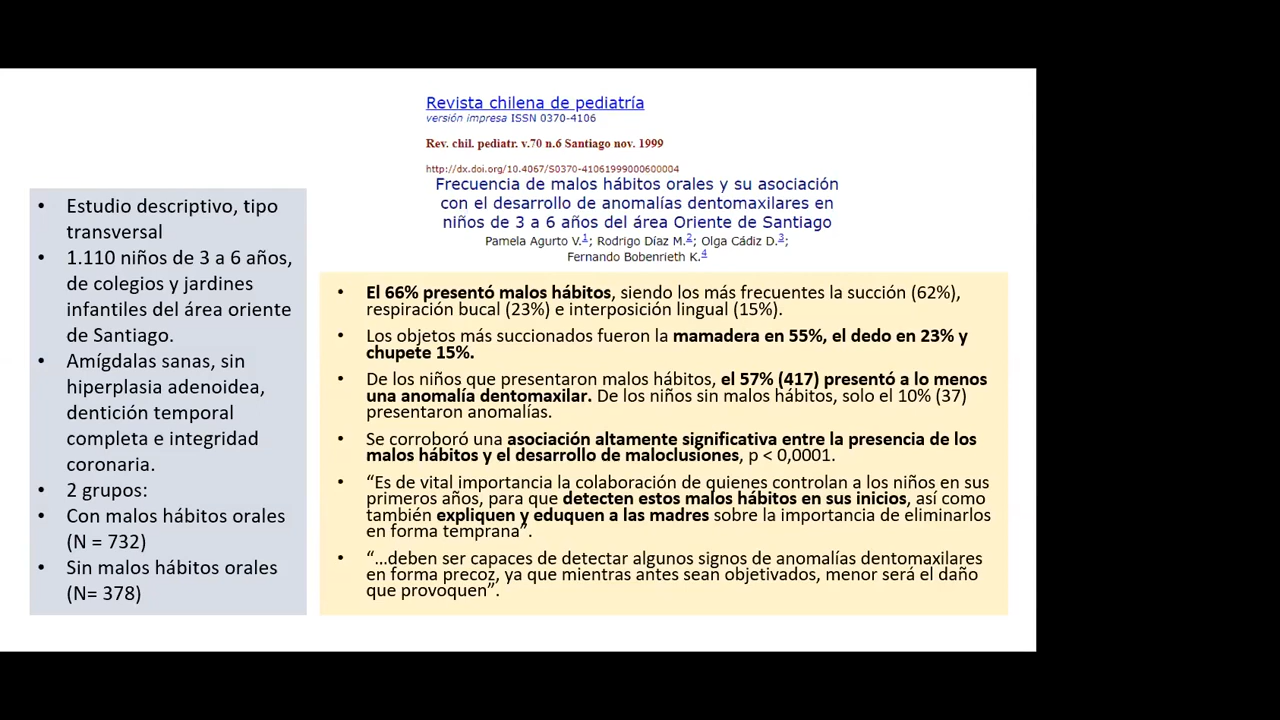 Revista chilena de pediatría
versión impresa ISSN 0370-4106
Rev. chil. pediatr. v.70 n.6 Santiago nov. 1999
http://dx.doi.org/10.4067/S0370-41061999000600004
Frecuencia de malos hábitos orales y su asociación
con el desarrollo de anomalías dentomaxilares en
niños de 3 a 6 años del área Oriente de Santiago
Pamela Agurto V.1; Rodrigo Díaz M.2; Olga Cádiz D.3;
Fernando Bobenrieth K.4
• Estudio descriptivo, tipo
transversal
• 1.110 niños de 3 a 6 años,
de colegios y jardines
infantiles del área oriente
de Santiago.
• Amígdalas sanas, sin
hiperplasia adenoidea,
dentición temporal
completa e integridad
coronaria.
• 2 grupos:
• Con malos hábitos orales
(N = 732)
• Sin malos hábitos orales
(N= 378)
• El 66% presentó malos hábitos, siendo los más frecuentes la succión (62%),
respiración bucal (23%) e interposición lingual (15%).
• Los objetos más succionados fueron la mamadera en 55%, el dedo en 23% y
chupete 15%.
• De los niños que presentaron malos hábitos, el 57% (417) presentó a lo menos
una anomalía dentomaxilar. De los niños sin malos hábitos, solo el 10% (37)
presentaron anomalías.
• Se corroboró una asociación altamente significativa entre la presencia de los
malos hábitos y el desarrollo de maloclusiones, p < 0,0001.
• “Es de vital importancia la colaboración de quienes controlan a los niños en sus
primeros años, para que detecten estos malos hábitos en sus inicios, así como
también expliquen y eduquen a las madres sobre la importancia de eliminarlos
en forma temprana”.
• “…deben ser capaces de detectar algunos signos de anomalías dentomaxilares
en forma precoz, ya que mientras antes sean objetivados, menor será el daño
que provoquen”.